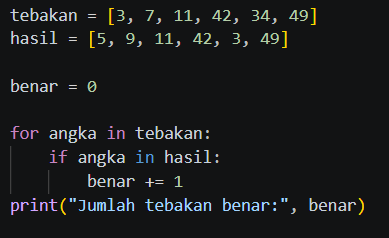 tebakan = [3, 7, 11, 42, 34, 49]
hasil = [5, 9, 11, 42, 3, 49]

benar = 0

for angka in tebakan:
    if angka in hasil:
        benar += 1
print("Jumlah tebakan benar:", benar)